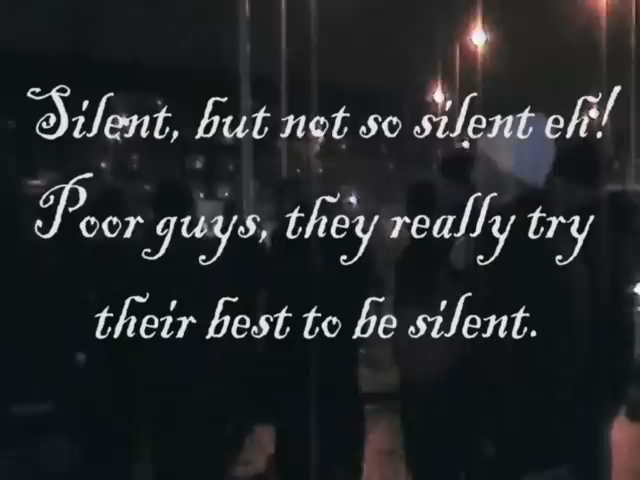 Silent, but not so silent eh!
Poor guys, they really try
their best to be silent.